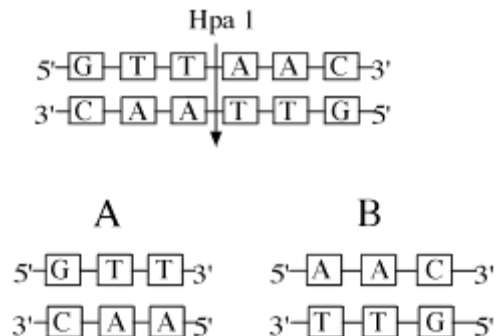 Hpa 1
5' G T T A A C 3'
3' C A A T T G 5'
A B
5' G T T 3' 5' A A C 3'
3' C A A 5' 3' T T G 5'